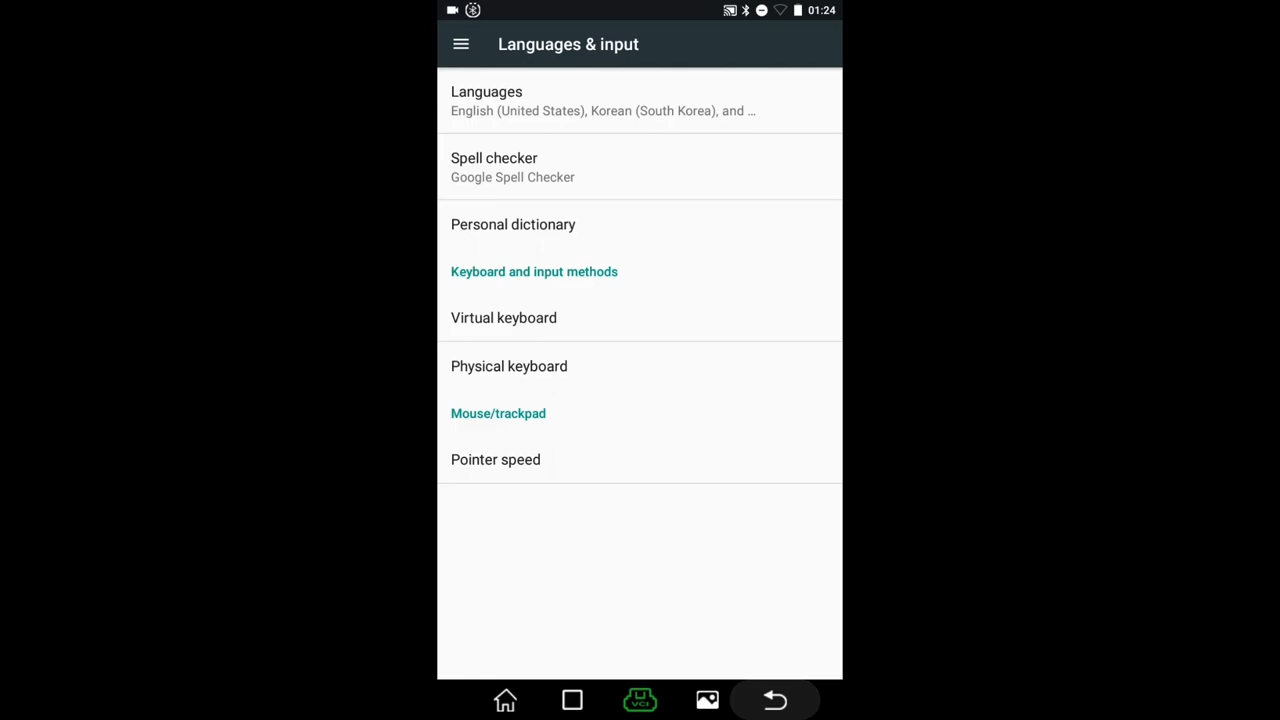 01:24
Languages & input
Languages
English (United States), Korean (South Korea), and …
Spell checker
Google Spell Checker
Personal dictionary
Keyboard and input methods
Virtual keyboard
Physical keyboard
Mouse/trackpad
Pointer speed
U
VCI